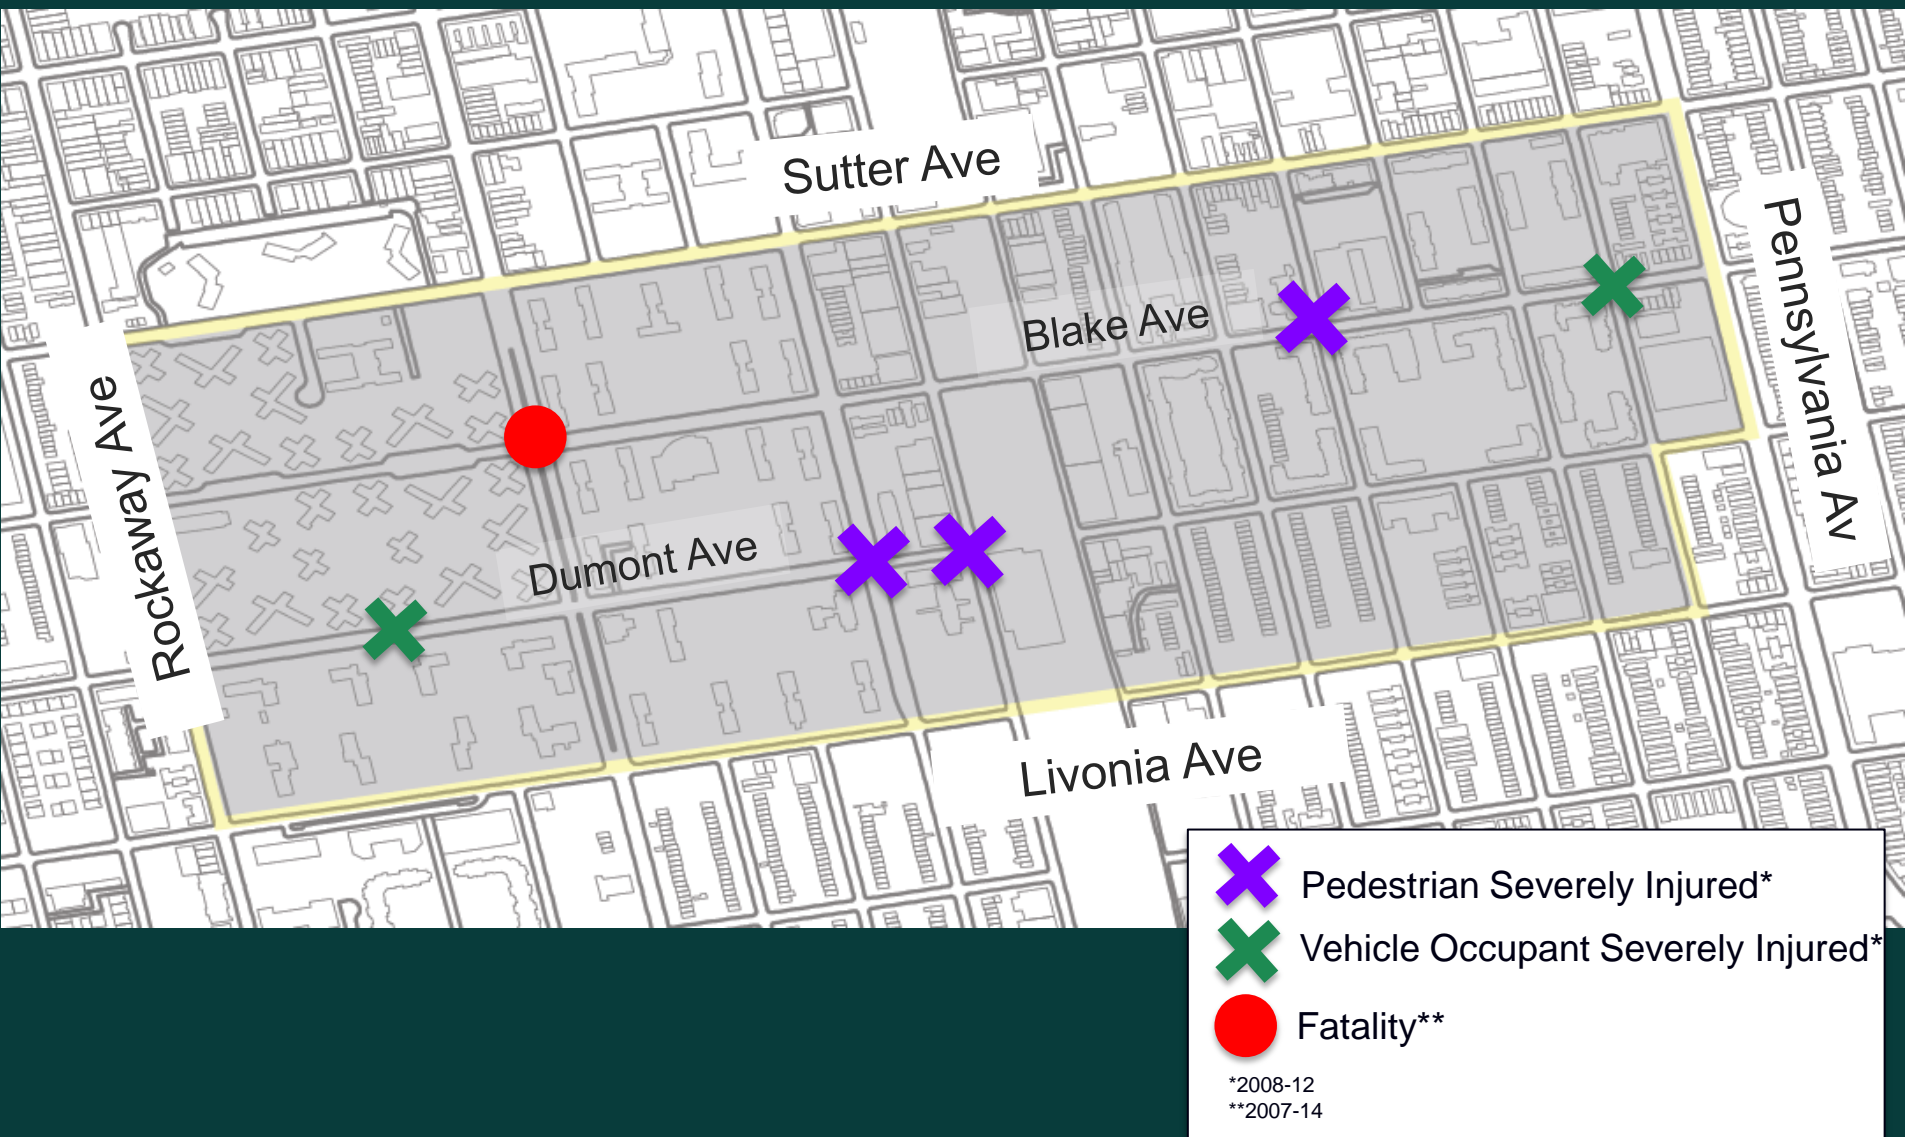 Sutter Ave
Pennsylvania Av
Blake Ave
Rockaway Ave
Dumont Ave
Livonia Ave
Pedestrian Severely Injured*
Vehicle Occupant Severely Injured*
Fatality**
*2008-12
**2007-14